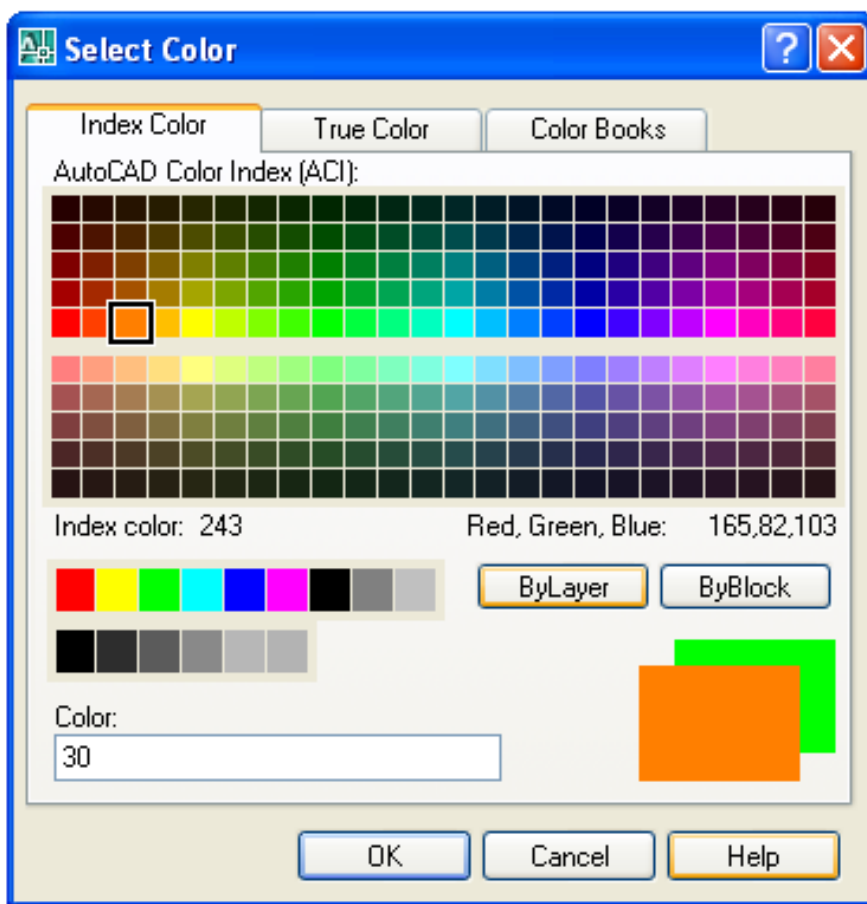 Select Color
Index Color True Color Color Books
AutoCAD Color Index (ACI):
Index color: 243 Red, Green, Blue: 165,82,103
ByLayer ByBlock
Color:
30
OK Cancel Help